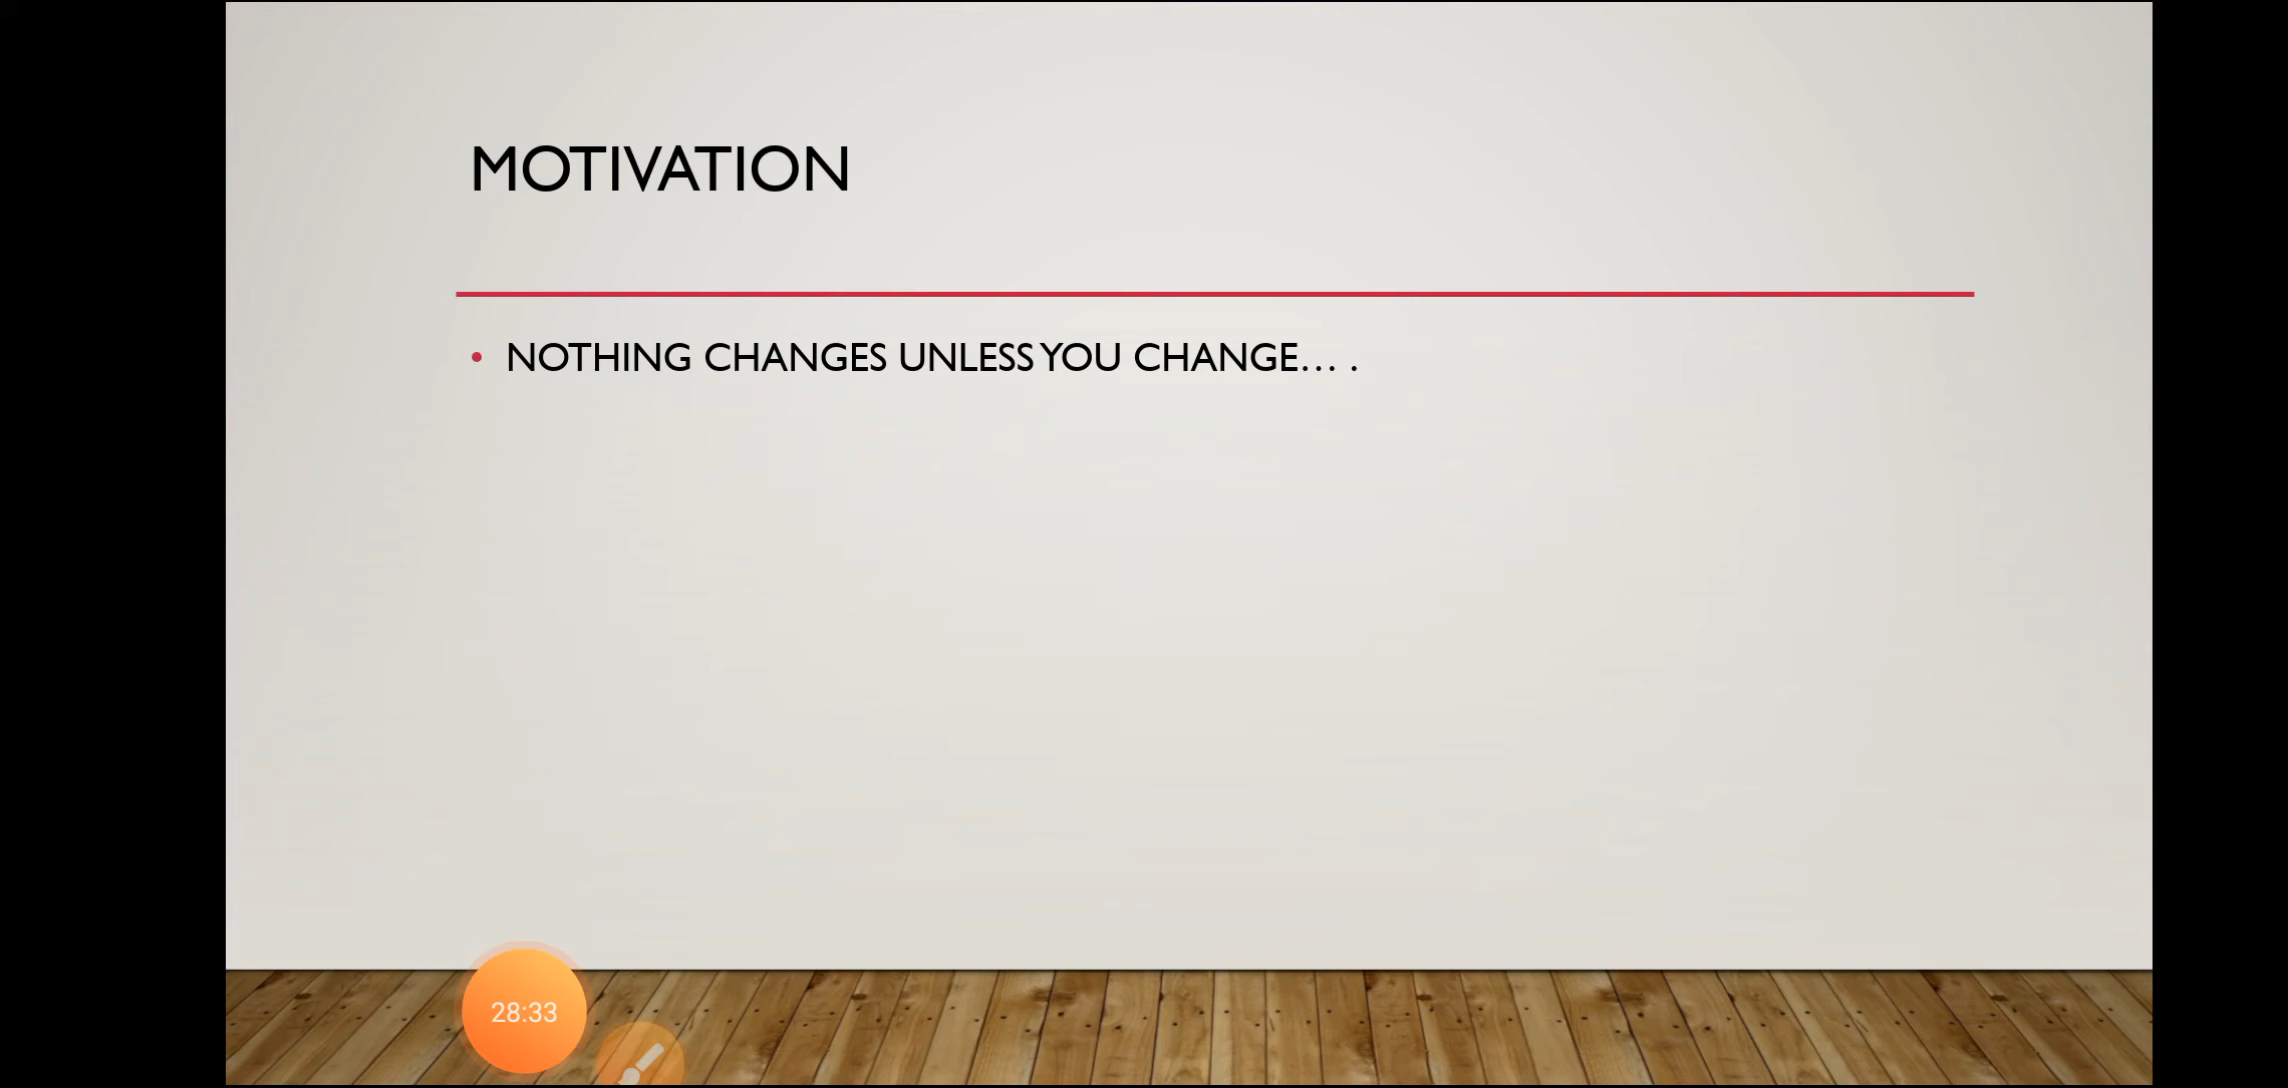 MOTIVATION
• NOTHING CHANGES UNLESS YOU CHANGE... .
28:33